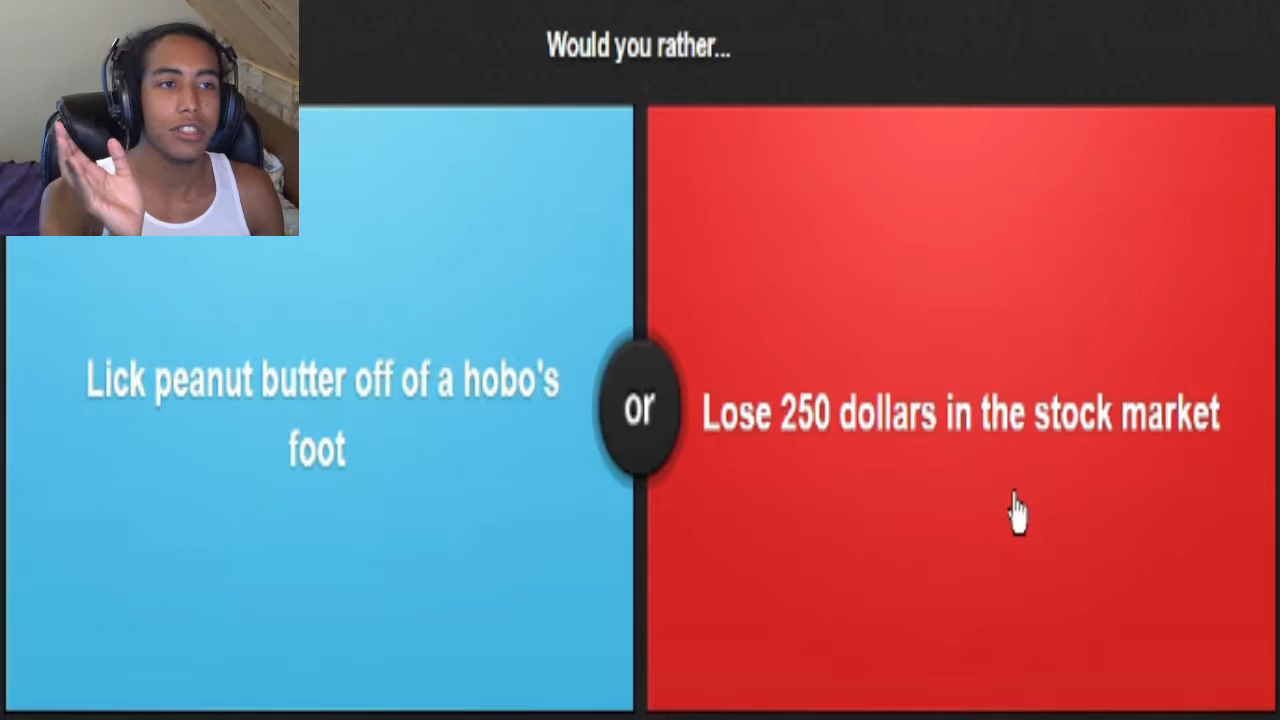 Would you rather...
Lick peanut butter off of a hobo's
foot
or
Lose 250 dollars in the stock market